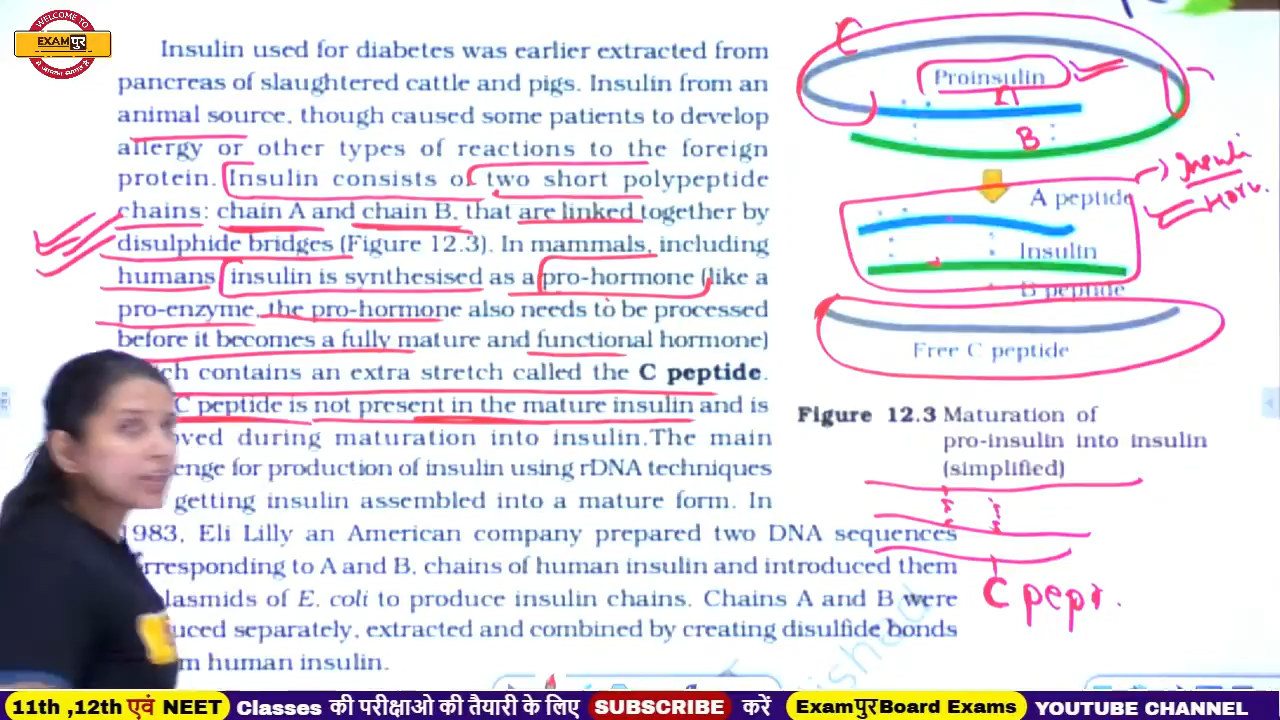 WELCOME TO
EXAMपुर
Insulin used for diabetes was earlier extracted from
pancreas of slaughtered cattle and pigs. Insulin from an
animal source, though caused some patients to develop
allergy or other types of reactions to the foreign
protein. Insulin consists of two short polypeptide
chains: chain A and chain B, that are linked together by
disulphide bridges (Figure 12.3). In mammals, including
humans insulin is synthesised as a pro-hormone (like a
pro-enzyme, the pro-hormone also needs to be processed
before it becomes a fully mature and functional hormone)
ch contains an extra stretch called the C peptide.
C peptide is not present in the mature insulin and is
oved during maturation into insulin.The main
enge for production of insulin using rDNA techniques
getting insulin assembled into a mature form. In
1983, Eli Lilly an American company prepared two DNA sequences
rresponding to A and B, chains of human insulin and introduced them
plasmids of E. coli to produce insulin chains. Chains A and B were
uced separately, extracted and combined by creating disulfide bonds
m human insulin.
C
Proinsulin
A
B
A peptide
Insuli
Insulin
B peptide
Free C peptide
Figure 12.3 Maturation of
pro-insulin into insulin
(simplified)
C pept.
11th ,12th एवं NEET Classes की परीक्षाओ की तैयारी के लिए SUBSCRIBE करें ExamपुरBoard Exams YOUTUBE CHANNEL